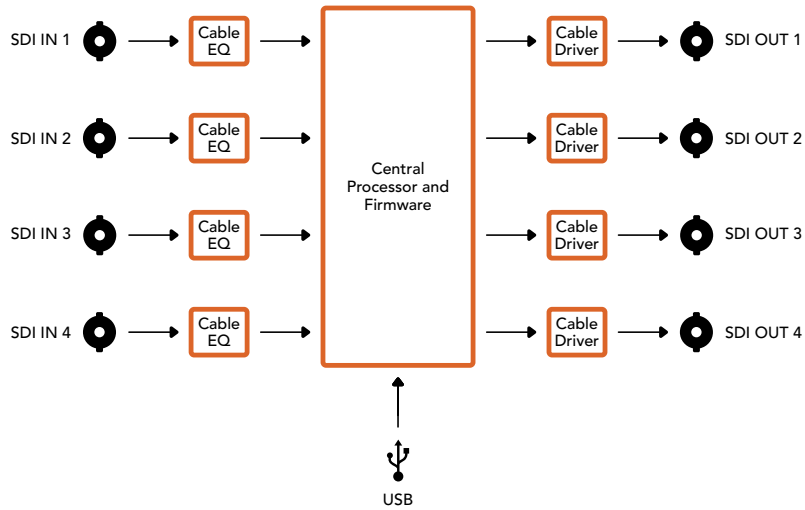 SDI IN 1
Cable
EQ
Cable
Driver
SDI OUT 1
SDI IN 2
Cable
EQ
Cable
Driver
SDI OUT 2
Central
Processor and
Firmware
SDI IN 3
Cable
EQ
Cable
Driver
SDI OUT 3
SDI IN 4
Cable
EQ
Cable
Driver
SDI OUT 4
USB